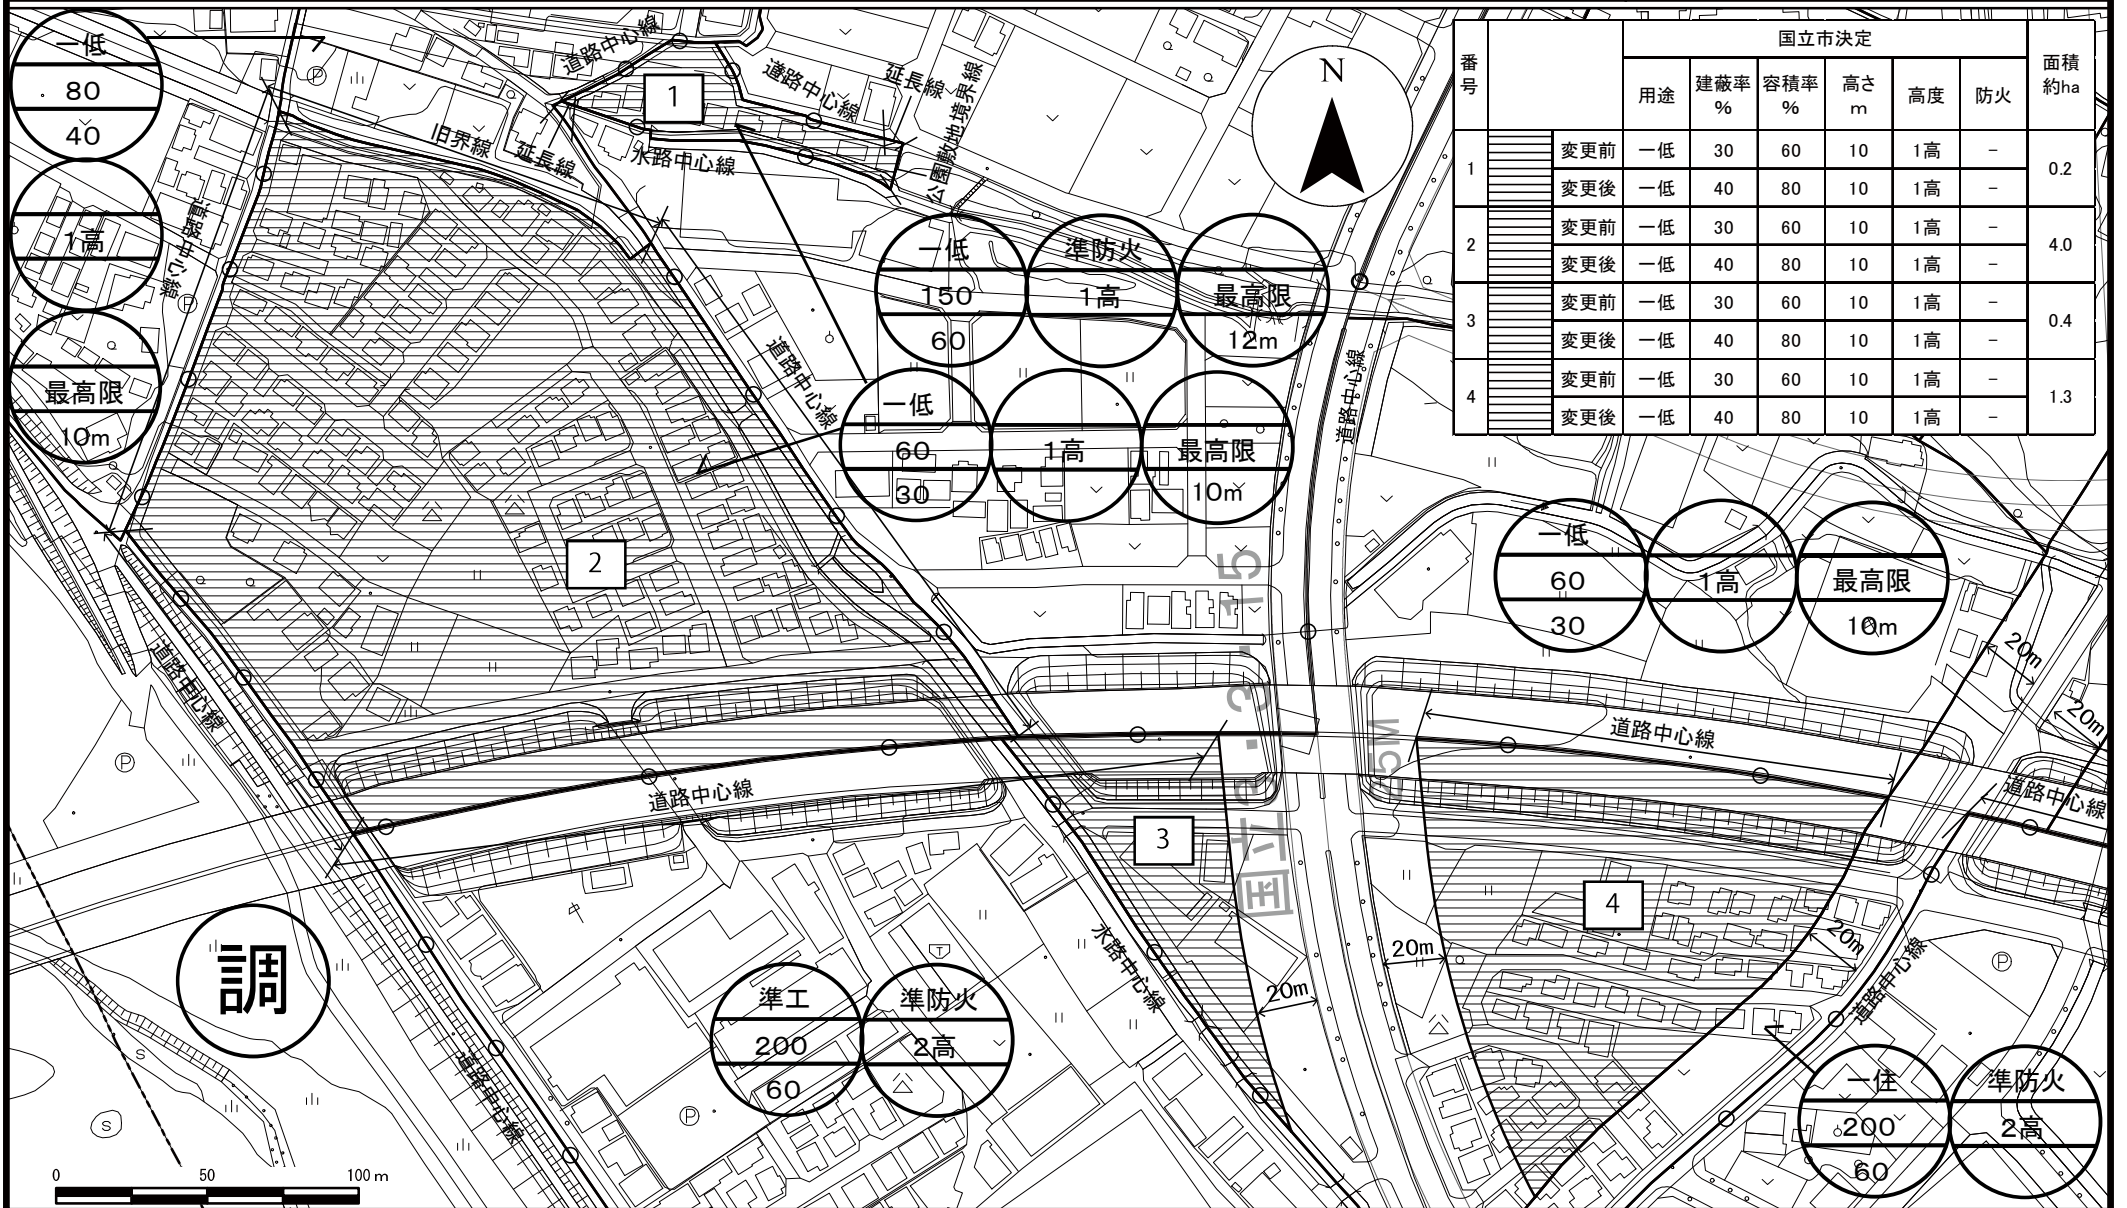 一低
80
40
1高
最高限
10m
道路中心線
旧界線
延長線
水路中心線
道路中心線
1
道路中心線
延長線
公園敷地境界線
N
番号
国立市決定
面積
約ha
用途
建蔽率
%
容積率
%
高さ
m
高度
防火
1
変更前 一低 30 60 10 1高 -
0.2
変更後 一低 40 80 10 1高 -
2
変更前 一低 30 60 10 1高 -
4.0
変更後 一低 40 80 10 1高 -
3
変更前 一低 30 60 10 1高 -
0.4
変更後 一低 40 80 10 1高 -
4
変更前 一低 30 60 10 1高 -
1.3
変更後 一低 40 80 10 1高 -
一低
150
60
準防火
1高
最高限
12m
道路中心線
道路中心線
一低
60
30
1高
最高限
10m
2
一低
60
30
1高
最高限
10m
20m
20m
道路中心線
国立3・3・15
25M
道路中心線
道路中心線
道路中心線
3
4
水路中心線
20m
20m
20m
道路中心線
調
準工
200
60
準防火
2高
道路中心線
一住
200
60
準防火
2高
P
P
P
P
P
T
S
S
0 50 100 m